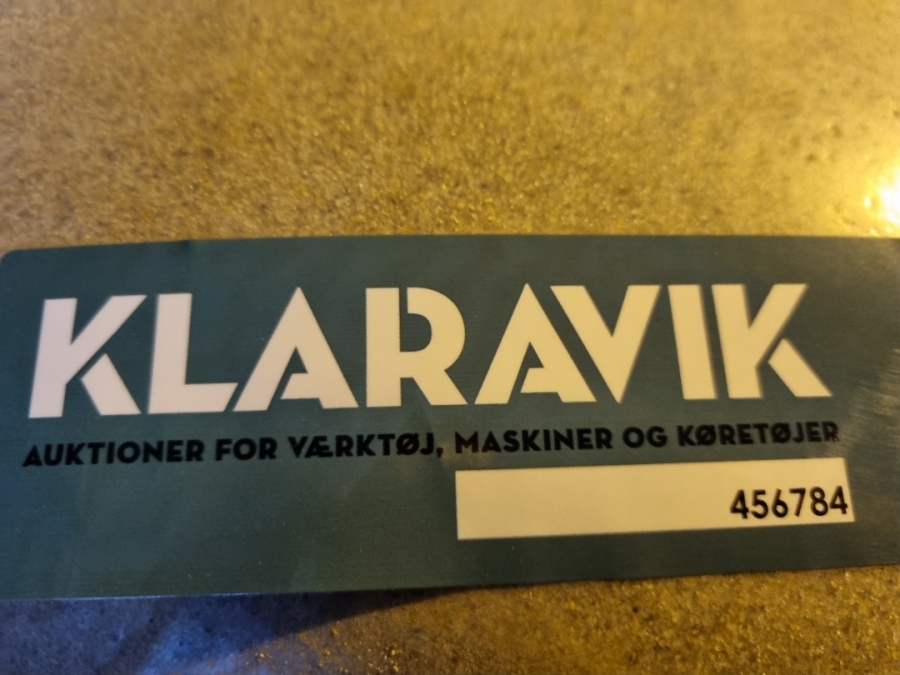 KLARAVIK
AUKTIONER FOR VÆRKTØJ, MASKINER OG KØRETØJER
456784